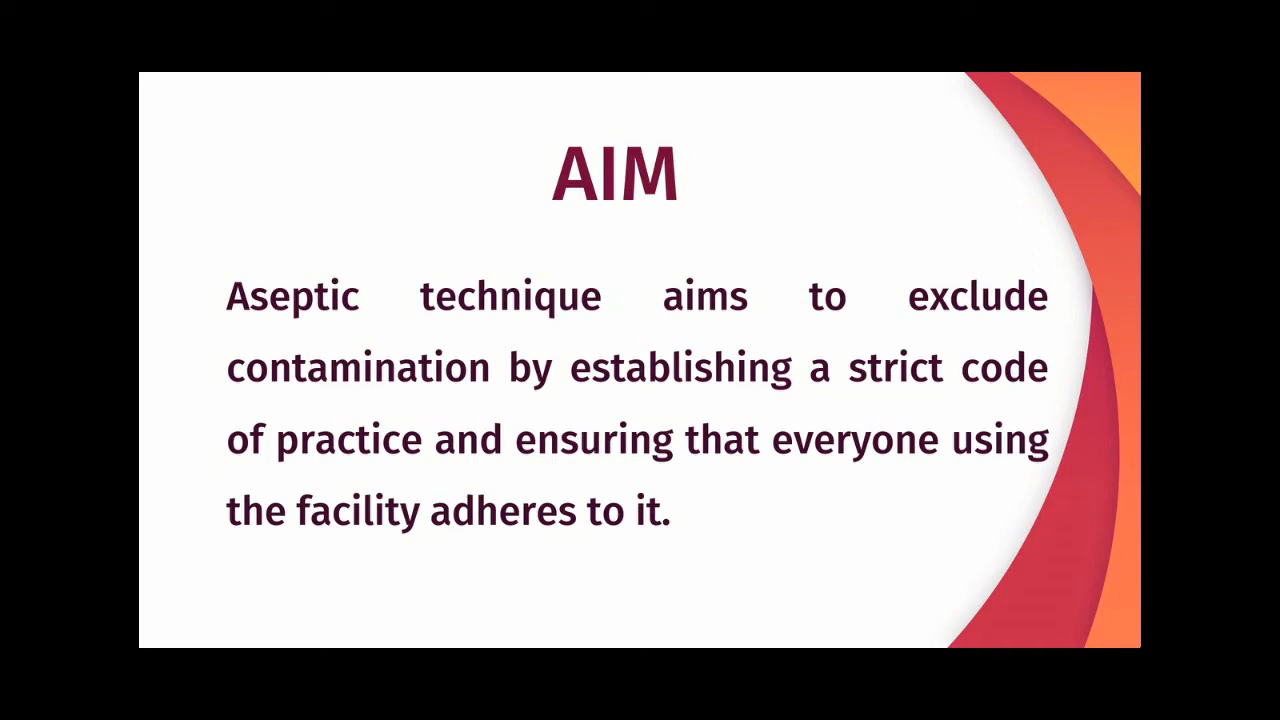 AIM
Aseptic technique aims to exclude
contamination by establishing a strict code
of practice and ensuring that everyone using
the facility adheres to it.